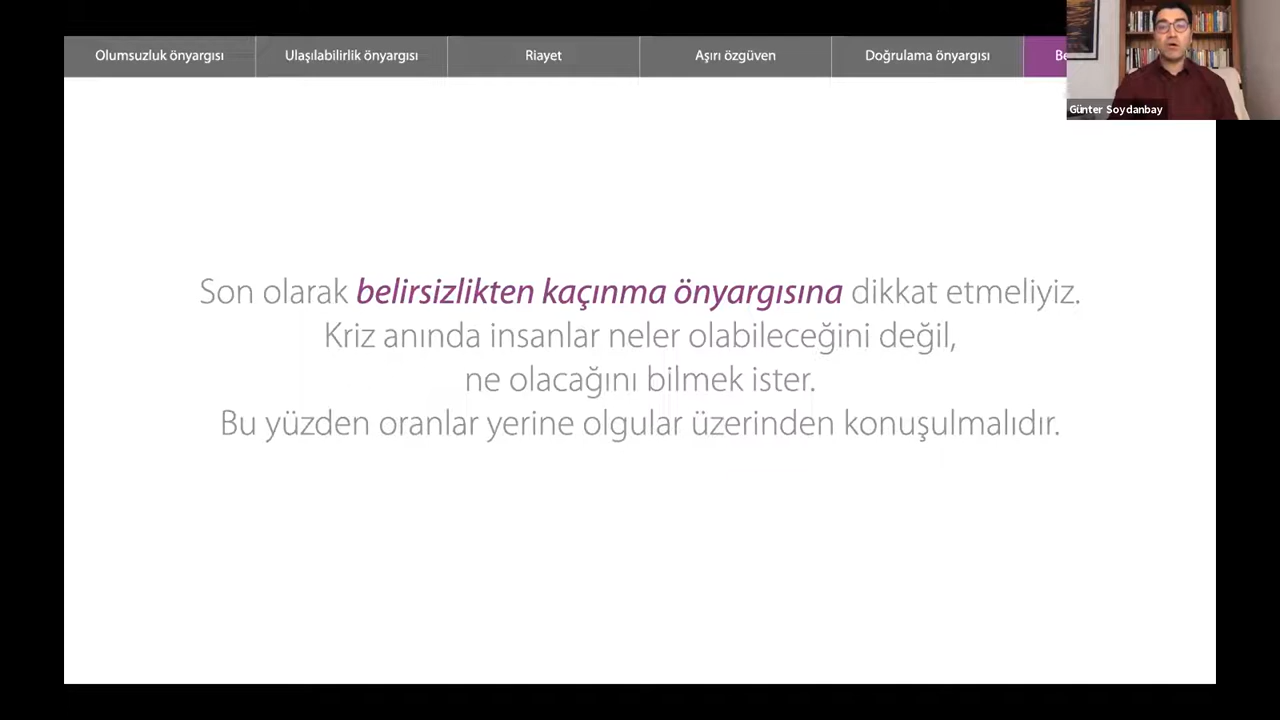 Olumsuzluk önyargısı
Ulaşılabilirlik önyargısı
Riayet
Aşırı özgüven
Doğrulama önyargısı
Günter Soydanbay
Son olarak belirsizlikten kaçınma önyargısına dikkat etmeliyiz.
Kriz anında insanlar neler olabileceğini değil,
ne olacağını bilmek ister.
Bu yüzden oranlar yerine olgular üzerinden konuşulmalıdır.